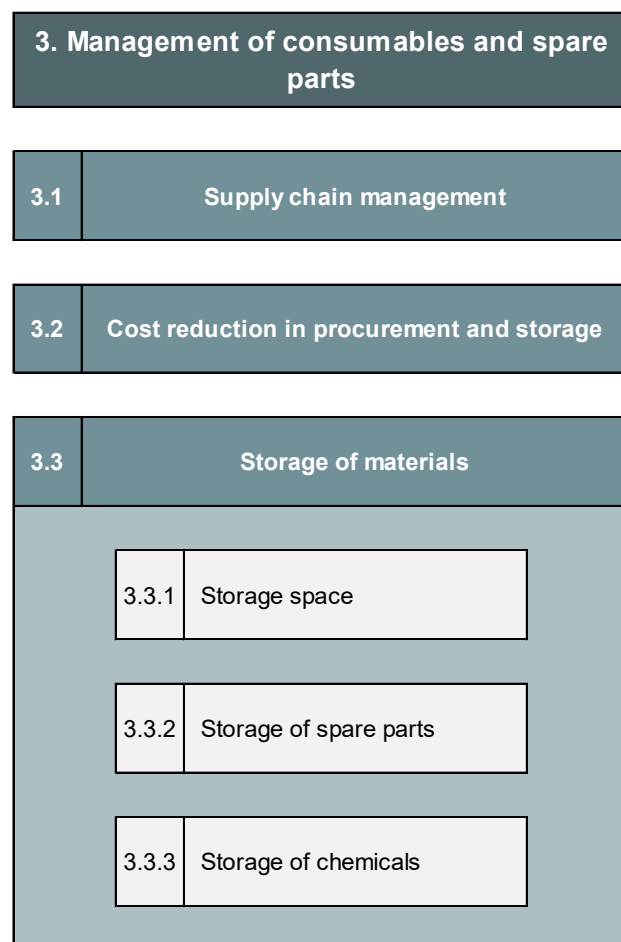 3. Management of consumables and spare
parts
3.1 Supply chain management
3.2 Cost reduction in procurement and storage
3.3 Storage of materials
3.3.1 Storage space
3.3.2 Storage of spare parts
3.3.3 Storage of chemicals